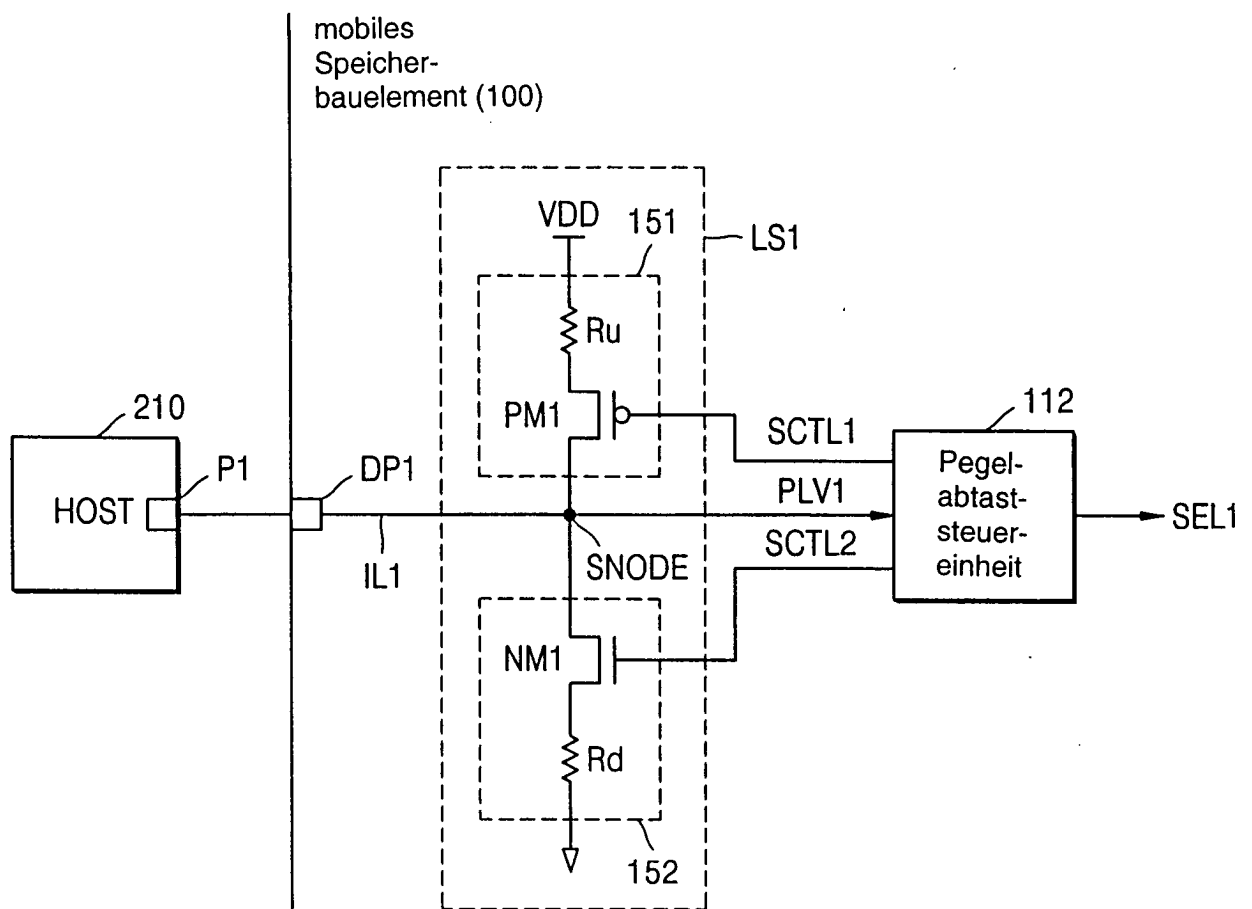 mobiles
Speicher-
bauelement (100)
VDD
151
LS1
Ru
210
PM1
SCTL1
112
P1
DP1
HOST
PLV1
Pegel-
abtast-
steuer-
einheit
SEL1
IL1
SNODE
SCTL2
NM1
Rd
152